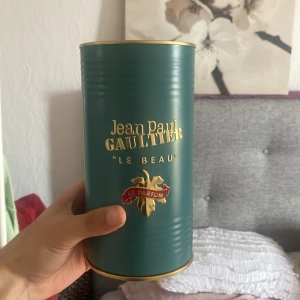 Jean Paul
GAULTIER
"LE BEAU"
LE PARFUM